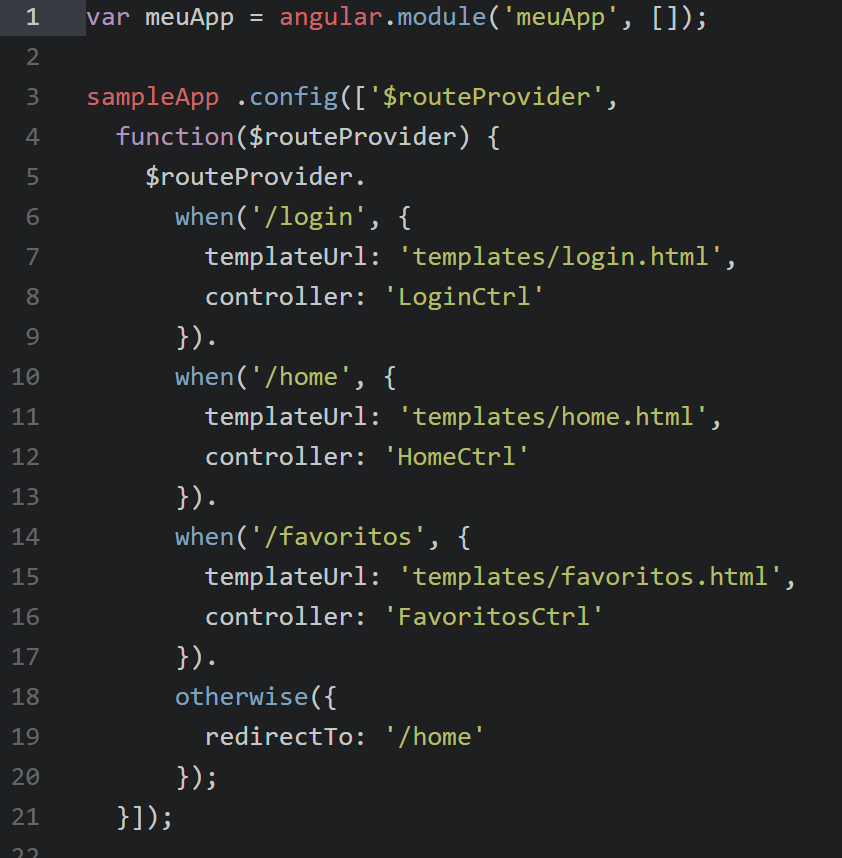 1 var meuApp = angular.module('meuApp', []);
2
3 sampleApp .config(['$routeProvider',
4   function($routeProvider) {
5     $routeProvider.
6       when('/login', {
7         templateUrl: 'templates/login.html',
8         controller: 'LoginCtrl'
9       }).
10       when('/home', {
11         templateUrl: 'templates/home.html',
12         controller: 'HomeCtrl'
13       }).
14       when('/favoritos', {
15         templateUrl: 'templates/favoritos.html',
16         controller: 'FavoritosCtrl'
17       }).
18       otherwise({
19         redirectTo: '/home'
20       });
21   }]);
22